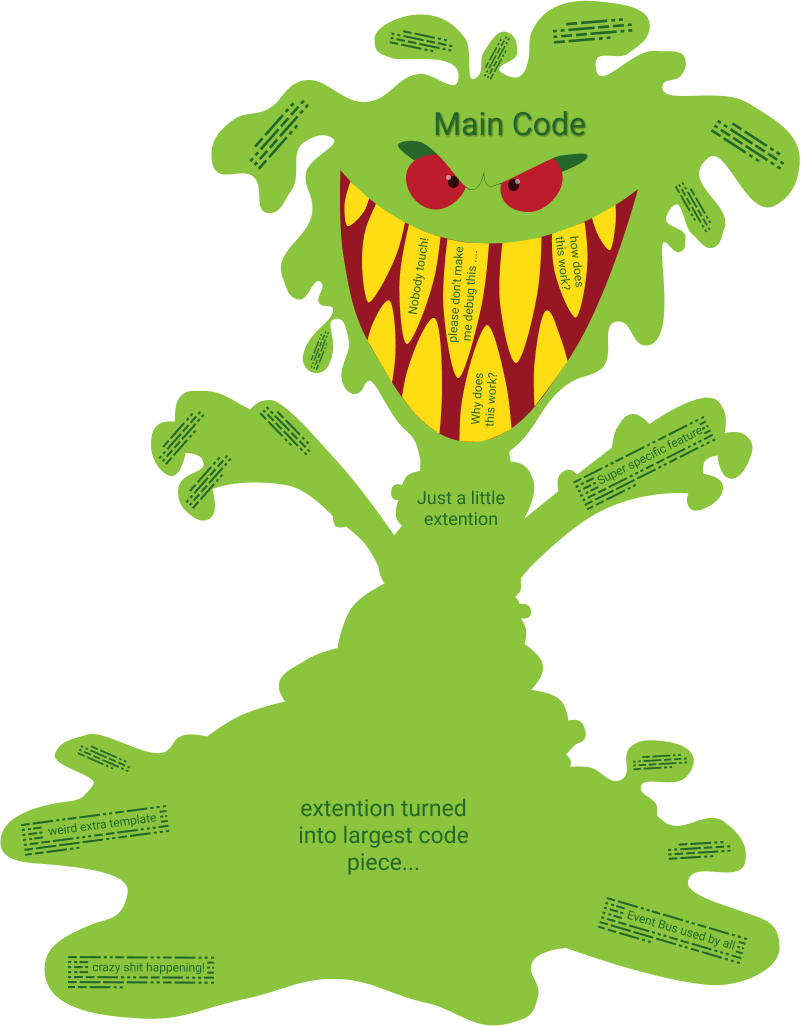 Main Code
Nobody touch!
please don't make
me debug this ....
how does
this work?
Why does
this work?
Super specific feature
Just a little
extention
extention turned
into largest code
piece...
weird extra template
Event Bus used by all
crazy shit happening!